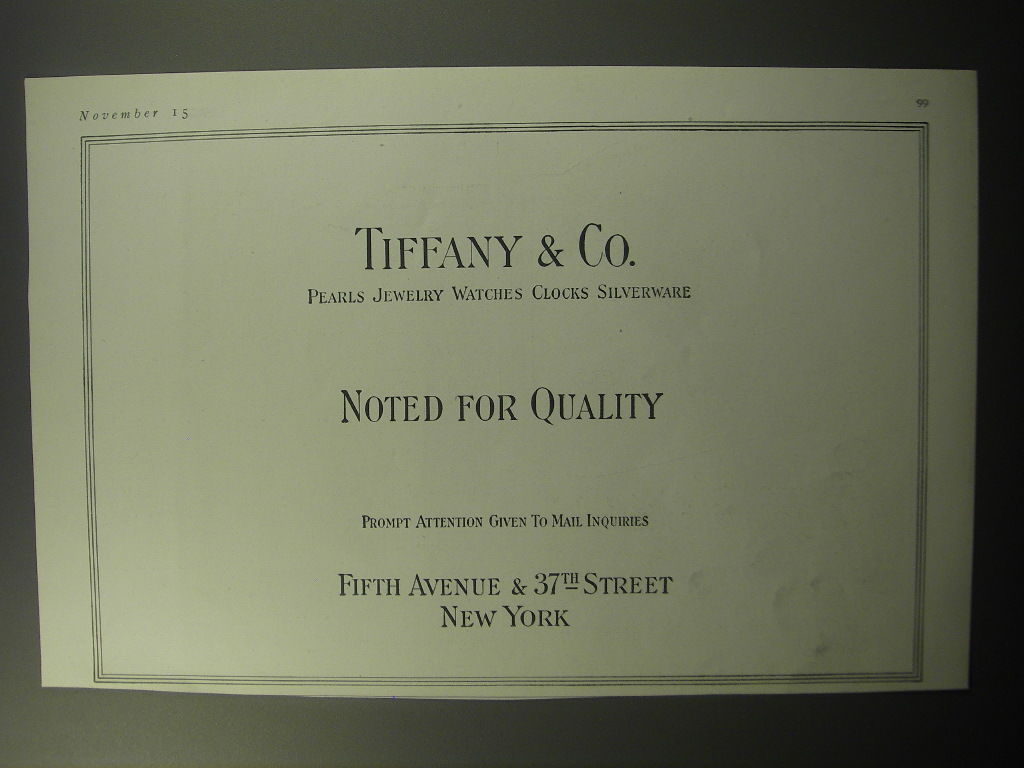 November 15
99
TIFFANY & CO.
PEARLS JEWELRY WATCHES CLOCKS SILVERWARE
NOTED FOR QUALITY
PROMPT ATTENTION GIVEN TO MAIL INQUIRIES
FIFTH AVENUE & 37TH STREET
NEW YORK